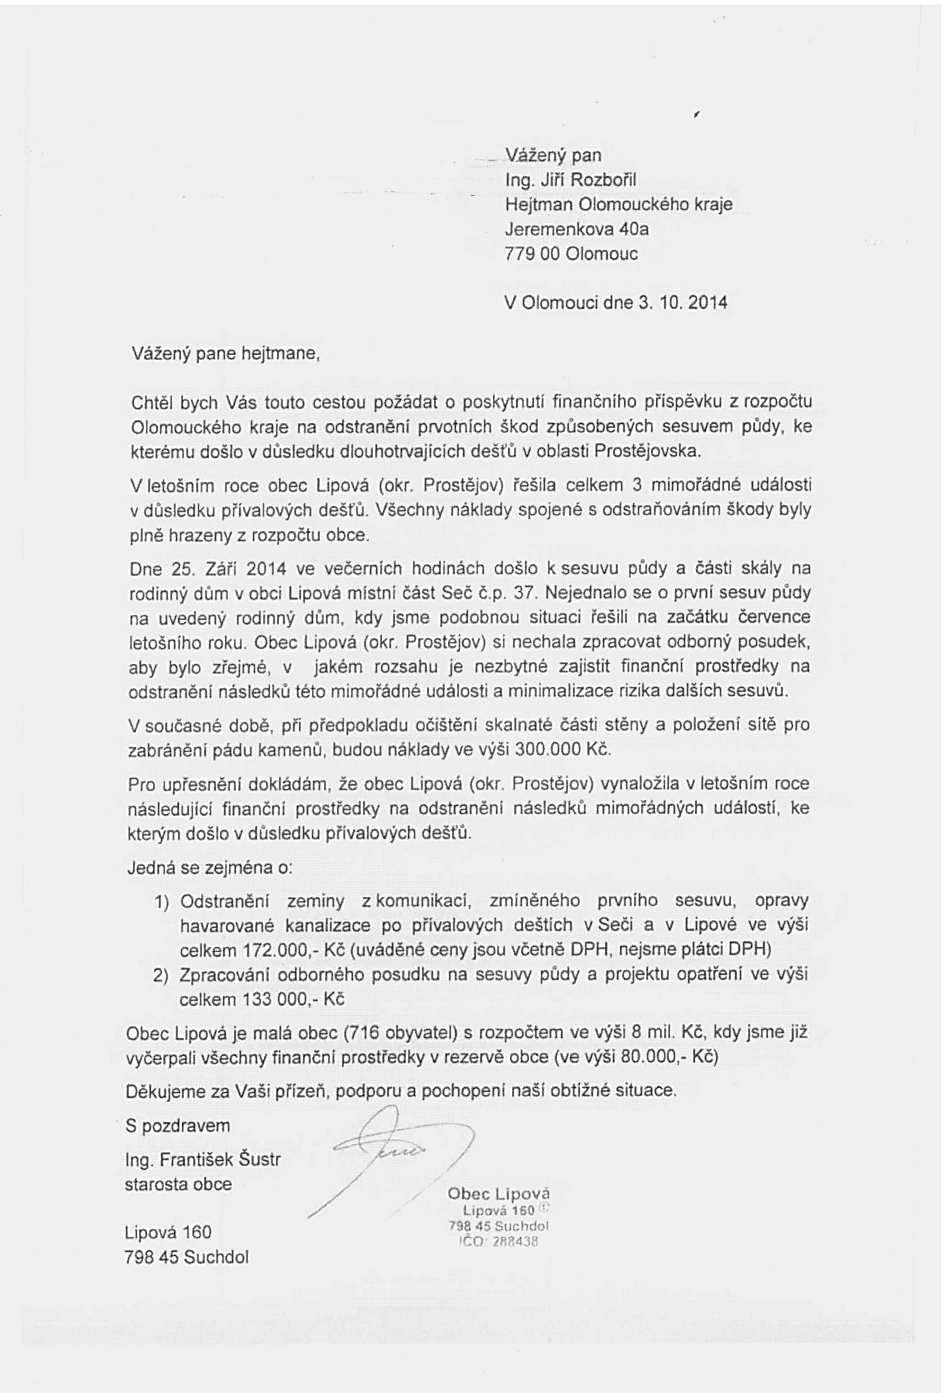 Vážený pan
Ing. Jiří Rozbořil
Hejtman Olomouckého kraje
Jeremenkova 40a
779 00 Olomouc
V Olomouci dne 3. 10. 2014
Vážený pane hejtmane,
Chtěl bych Vás touto cestou požádat o poskytnutí finančního příspěvku z rozpočtu
Olomouckého kraje na odstranění prvotních škod způsobených sesuvem půdy, ke
kterému došlo v důsledku dlouhotrvajících dešťů v oblasti Prostějovska.
V letošním roce obec Lipová (okr. Prostějov) řešila celkem 3 mimořádné události
v důsledku přívalových dešťů. Všechny náklady spojené s odstraňováním škody byly
plně hrazeny z rozpočtu obce.
Dne 25. Září 2014 ve večerních hodinách došlo k sesuvu půdy a části skály na
rodinný dům v obci Lipová místní část Seč č.p. 37. Nejednalo se o první sesuv půdy
na uvedený rodinný dům, kdy jsme podobnou situaci řešili na začátku července
letošního roku. Obec Lipová (okr. Prostějov) si nechala zpracovat odborný posudek,
aby bylo zřejmé, v jakém rozsahu je nezbytné zajistit finanční prostředky na
odstranění následků této mimořádné události a minimalizace rizika dalších sesuvů.
V současné době, při předpokladu očištění skalnaté části stěny a položení sítě pro
zabránění pádu kamenů, budou náklady ve výši 300.000 Kč.
Pro upřesnění dokládám, že obec Lipová (okr. Prostějov) vynaložila v letošním roce
následující finanční prostředky na odstranění následků mimořádných událostí, ke
kterým došlo v důsledku přívalových dešťů.
Jedná se zejména o:
1) Odstranění zeminy z komunikací, zmíněného prvního sesuvu, opravy
havarované kanalizace po přívalových deštích v Seči a v Lipové ve výší
celkem 172.000,- Kč (uváděné ceny jsou včetně DPH, nejsme plátci DPH)
2) Zpracování odborného posudku na sesuvy půdy a projektu opatření ve výši
celkem 133 000,- Kč
Obec Lipová je malá obec (716 obyvatel) s rozpočtem ve výši 8 mil. Kč, kdy jsme již
vyčerpali všechny finanční prostředky v rezervě obce (ve výši 80.000,- Kč)
Děkujeme za Vaši přízeň, podporu a pochopení naší obtížné situace.
S pozdravem
Ing. František Šustr
starosta obce
Obec Lipová
Lipová 160 ①
798 45 Suchdol
IČO: 288438
Lipová 160
798 45 Suchdol